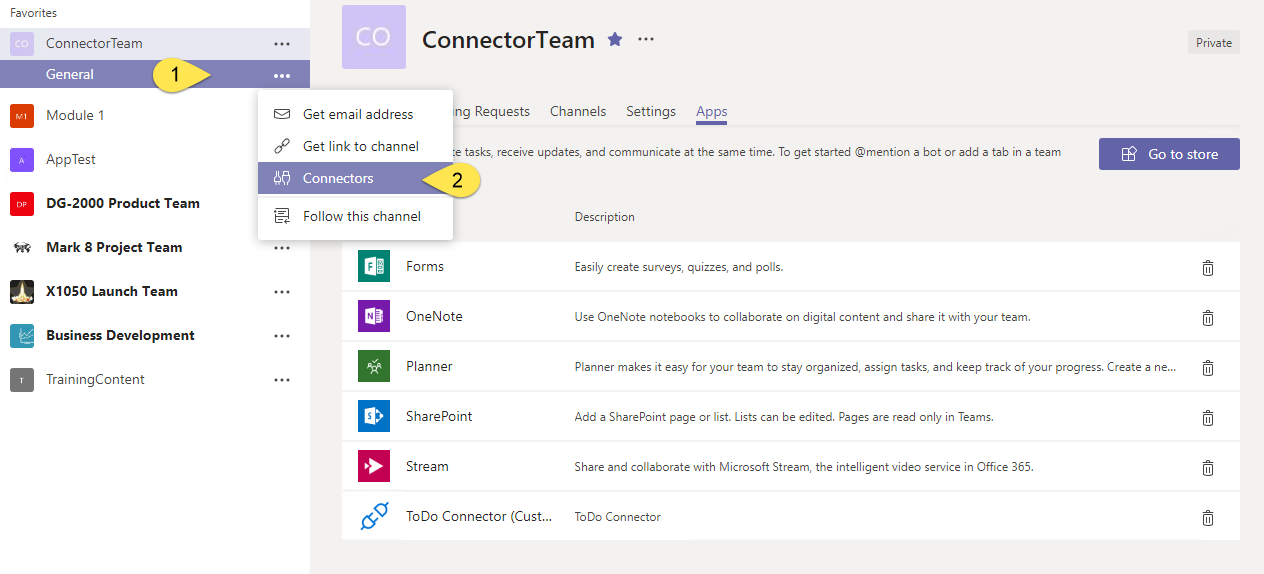 Favorites
CO
ConnectorTeam
General
1
M1
Module 1
A
AppTest
DP
DG-2000 Product Team
Mark 8 Project Team
X1050 Launch Team
Business Development
T
TrainingContent
Get email address
Get link to channel
Connectors
2
Follow this channel
CO
ConnectorTeam
Private
ng Requests
Channels
Settings
Apps
te tasks, receive updates, and communicate at the same time. To get started @mention a bot or add a tab in a team
Go to store
Description
Forms
Easily create surveys, quizzes, and polls.
OneNote
Use OneNote notebooks to collaborate on digital content and share it with your team.
Planner
Planner makes it easy for your team to stay organized, assign tasks, and keep track of your progress. Create a ne...
SharePoint
Add a SharePoint page or list. Lists can be edited. Pages are read only in Teams.
Stream
Share and collaborate with Microsoft Stream, the intelligent video service in Office 365.
ToDo Connector (Cust...
ToDo Connector